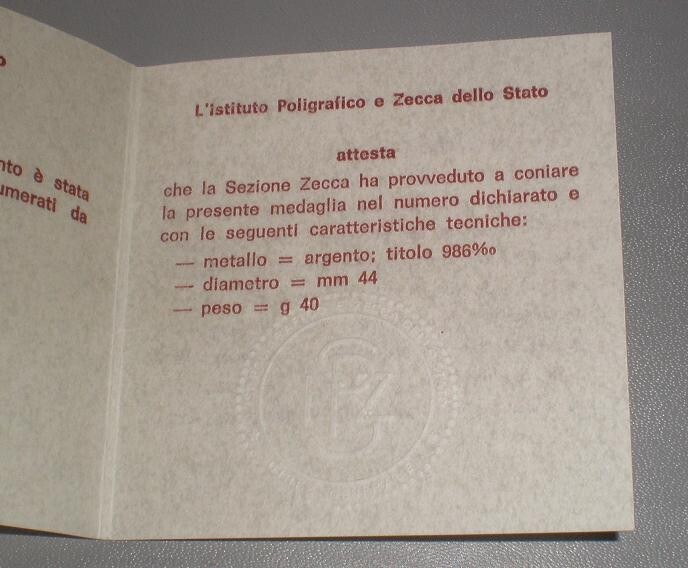 o
nto è stata
umerati da
L'istituto Poligrafico e Zecca dello Stato
attesta
che la Sezione Zecca ha provveduto a coniare
la presente medaglia nel numero dichiarato e
con le seguenti caratteristiche tecniche:
— metallo = argento; titolo 986‰
— diametro = mm 44
— peso = g 40